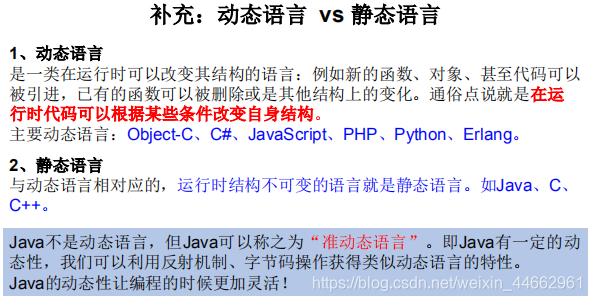 补充：动态语言 vs 静态语言
1、动态语言
是一类在运行时可以改变其结构的语言：例如新的函数、对象、甚至代码可以
被引进，已有的函数可以被删除或是其他结构上的变化。通俗点说就是在运
行时代码可以根据某些条件改变自身结构。
主要动态语言：Object-C、C#、JavaScript、PHP、Python、Erlang。
2、静态语言
与动态语言相对应的，运行时结构不可变的语言就是静态语言。如Java、C、
C++。
Java不是动态语言，但Java可以称之为“准动态语言”。即Java有一定的动
态性，我们可以利用反射机制、字节码操作获得类似动态语言的特性。
Java的动态性让编程的时候更加灵活！
https://blog.csdn.net/weixin_44662961